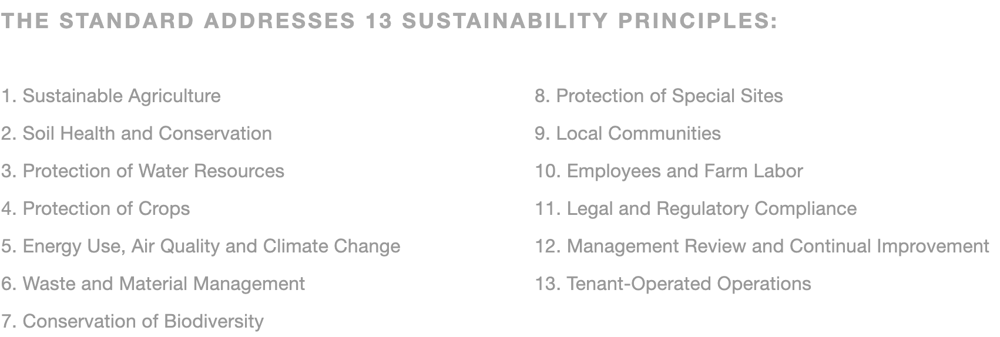 THE STANDARD ADDRESSES 13 SUSTAINABILITY PRINCIPLES:
1. Sustainable Agriculture
2. Soil Health and Conservation
3. Protection of Water Resources
4. Protection of Crops
5. Energy Use, Air Quality and Climate Change
6. Waste and Material Management
7. Conservation of Biodiversity
8. Protection of Special Sites
9. Local Communities
10. Employees and Farm Labor
11. Legal and Regulatory Compliance
12. Management Review and Continual Improvement
13. Tenant-Operated Operations